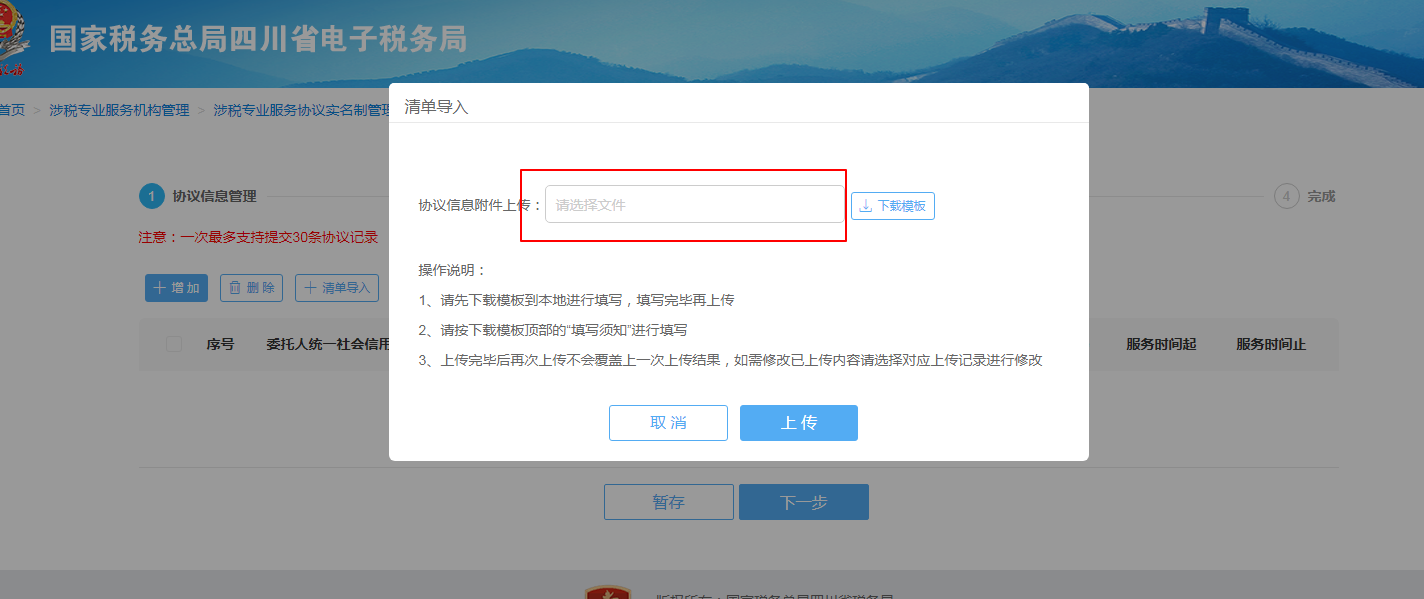 国家税务总局四川省电子税务局
首页 > 涉税专业服务机构管理 > 涉税专业服务协议实名制管理
清单导入
协议信息附件上传：
请选择文件
下载模板
1 协议信息管理
4 完成
注意：一次最多支持提交30条协议记录
操作说明：
增加
删除
清单导入
1、请先下载模板到本地进行填写，填写完毕再上传
2、请按下载模板顶部的“填写须知”进行填写
序号 委托人统一社会信用 服务时间起 服务时间止
3、上传完毕后再次上传不会覆盖上一次上传结果，如需修改已上传内容请选择对应上传记录进行修改
取消
上传
暂存
下一步